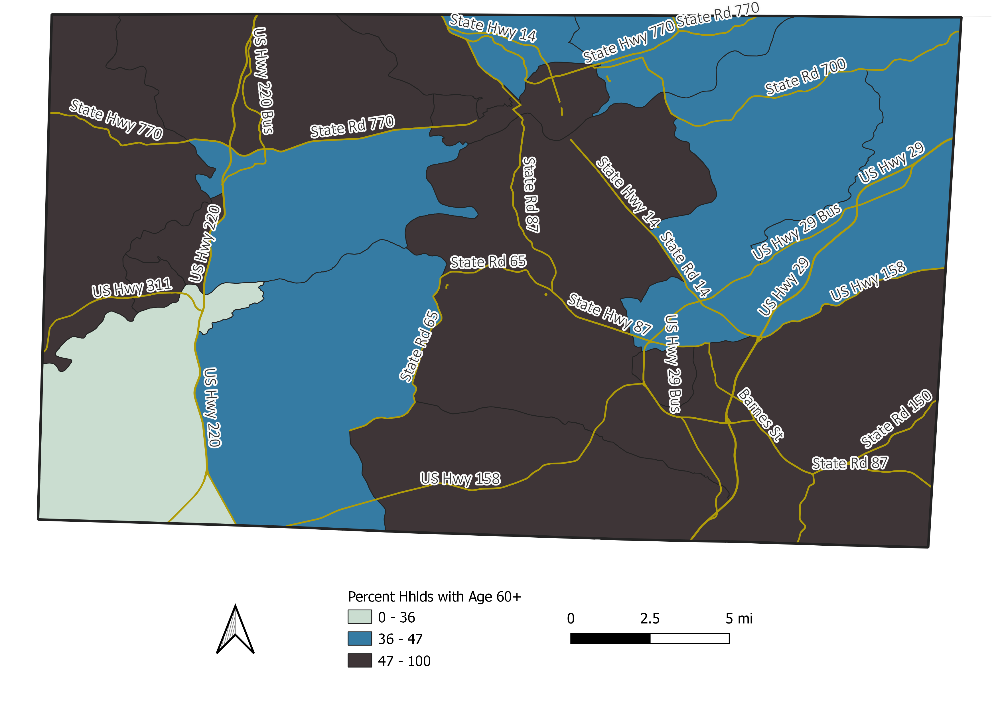 State Rd 770
State Hwy 14
State Hwy 770
US Hwy 220 Bus
State Rd 700
State Hwy 770
State Rd 770
US Hwy 29
State Rd 87
State Hwy 14
US Hwy 220
US Hwy 29 Bus
State Rd 14
State Rd 65
US Hwy 29
US Hwy 158
US Hwy 311
State Hwy 87
State Rd 65
US Hwy 29 Bus
US Hwy 220
Barnes St
State Rd 150
State Rd 87
US Hwy 158
Percent Hhlds with Age 60+
0 - 36
36 - 47
47 - 100
0 2.5 5 mi